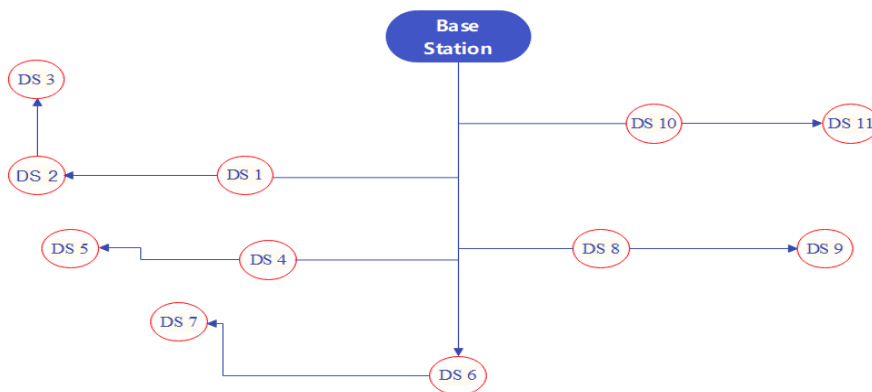 Base
Station
DS 3
DS 10
DS 11
DS 2
DS 1
DS 5
DS 4
DS 8
DS 9
DS 7
DS 6